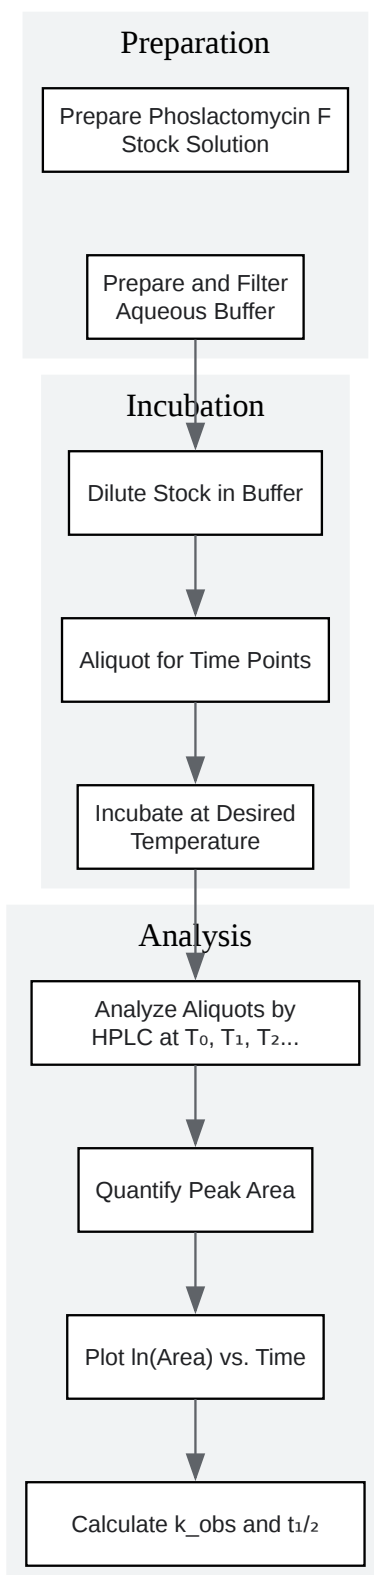 Preparation
Prepare Phoslactomycin F
Stock Solution
Prepare and Filter
Aqueous Buffer
Incubation
Dilute Stock in Buffer
Aliquot for Time Points
Incubate at Desired
Temperature
Analysis
Analyze Aliquots by
HPLC at T₀, T₁, T₂...
Quantify Peak Area
Plot ln(Area) vs. Time
Calculate k_obs and t₁/₂